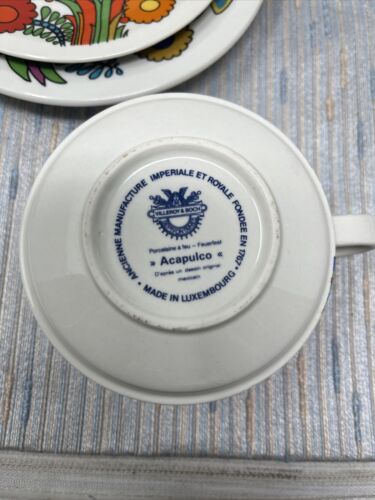 ANCIENNE MANUFACTURE IMPERIALE ET ROYALE FONDEE EN 1767
VILLEROY & BOCH
Porcelaine à feu – Feuerfest
» Acapulco «
D'après un dessin original
mexicain
• MADE IN LUXEMBOURG •